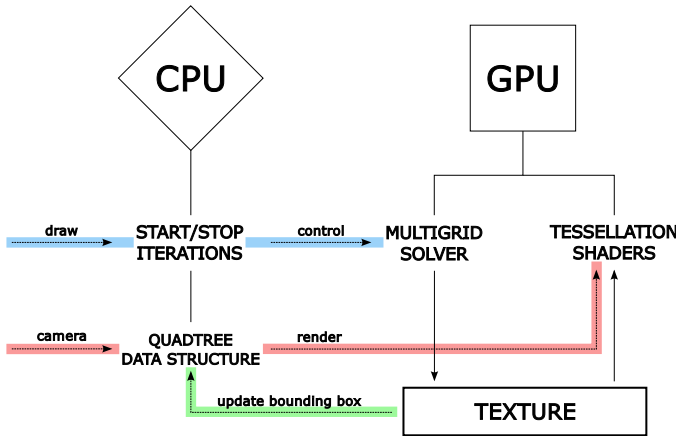 CPU
GPU
draw
START/STOP
ITERATIONS
control
MULTIGRID
SOLVER
TESSELLATION
SHADERS
camera
QUADTREE
DATA STRUCTURE
render
update bounding box
TEXTURE